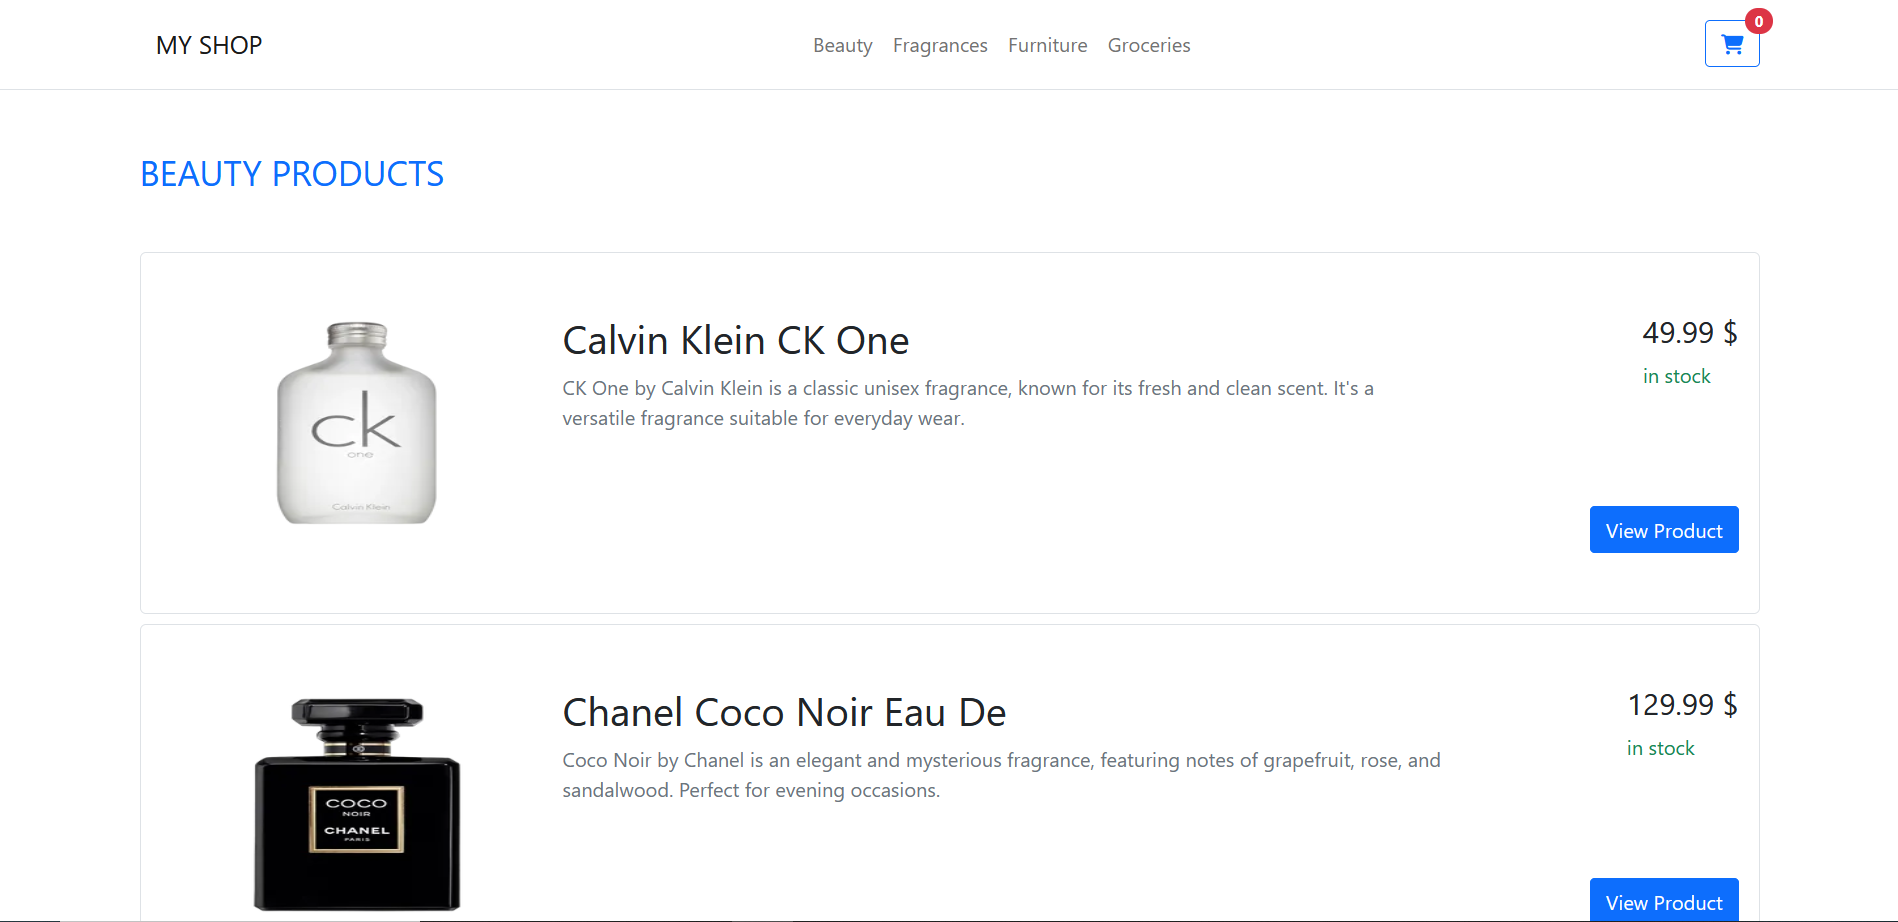 MY SHOP
Beauty Fragrances Furniture Groceries
0
BEAUTY PRODUCTS
ck
one
Calvin Klein
Calvin Klein CK One
CK One by Calvin Klein is a classic unisex fragrance, known for its fresh and clean scent. It's a
versatile fragrance suitable for everyday wear.
49.99 $
in stock
View Product
COCO
NOIR
CHANEL
PARIS
Chanel Coco Noir Eau De
Coco Noir by Chanel is an elegant and mysterious fragrance, featuring notes of grapefruit, rose, and
sandalwood. Perfect for evening occasions.
129.99 $
in stock
View Product